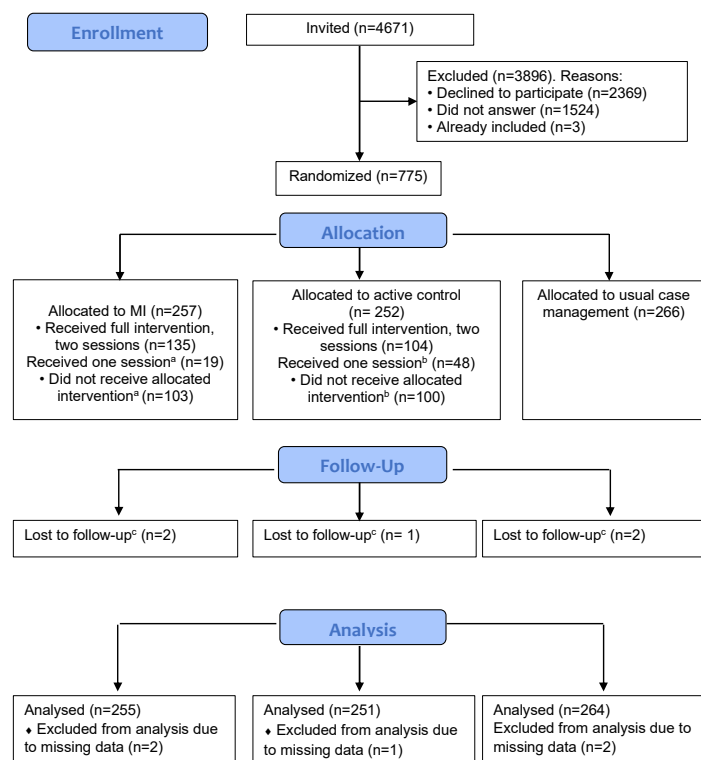 Enrollment
Invited (n=4671)
Excluded (n=3896). Reasons:
• Declined to participate (n=2369)
• Did not answer (n=1524)
• Already included (n=3)
Randomized (n=775)
Allocation
Allocated to MI (n=257)
• Received full intervention,
two sessions (n=135)
Received one sessionᵃ (n=19)
• Did not receive allocated
interventionᵃ (n=103)
Allocated to active control
(n= 252)
• Received full intervention, two
sessions (n=104)
Received one sessionᵇ (n=48)
• Did not receive allocated
interventionᵇ (n=100)
Allocated to usual case
management (n=266)
Follow-Up
Lost to follow-upᶜ (n=2)
Lost to follow-upᶜ (n= 1)
Lost to follow-upᶜ (n=2)
Analysis
Analysed (n=255)
♦ Excluded from analysis due
to missing data (n=2)
Analysed (n=251)
♦ Excluded from analysis due
to missing data (n=1)
Analysed (n=264)
Excluded from analysis due to
missing data (n=2)